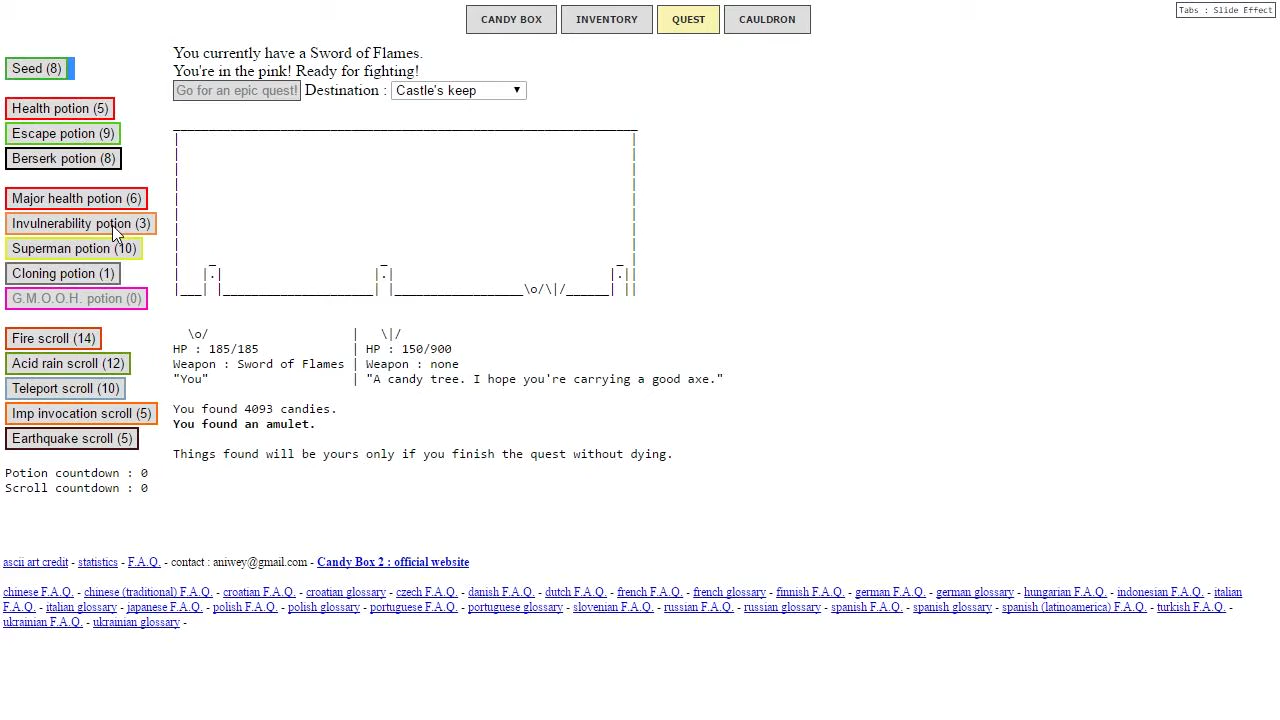 CANDY BOX INVENTORY QUEST CAULDRON
Tabs : Slide Effect
You currently have a Sword of Flames.
You're in the pink! Ready for fighting!
Go for an epic quest! Destination : Castle's keep
Seed (8)
Health potion (5)
Escape potion (9)
Berserk potion (8)
Major health potion (6)
Invulnerability potion (3)
Superman potion (10)
Cloning potion (1)
G.M.O.O.H. potion (0)
Fire scroll (14)
Acid rain scroll (12)
Teleport scroll (10)
Imp invocation scroll (5)
Earthquake scroll (5)
Potion countdown : 0
Scroll countdown : 0
\o/\|/
\o/ | \|/
HP : 185/185 | HP : 150/900
Weapon : Sword of Flames | Weapon : none
"You" | "A candy tree. I hope you're carrying a good axe."
You found 4093 candies.
You found an amulet.
Things found will be yours only if you finish the quest without dying.
ascii art credit - statistics - F.A.Q. - contact : aniwey@gmail.com - Candy Box 2 : official website
chinese F.A.Q. - chinese (traditional) F.A.Q. - croatian F.A.Q. - croatian glossary - czech F.A.Q. - danish F.A.Q. - dutch F.A.Q. - french F.A.Q. - french glossary - finnish F.A.Q. - german F.A.Q. - german glossary - hungarian F.A.Q. - indonesian F.A.Q. - italian
F.A.Q. - italian glossary - japanese F.A.Q. - polish F.A.Q. - polish glossary - portuguese F.A.Q. - portuguese glossary - slovenian F.A.Q. - russian F.A.Q. - russian glossary - spanish F.A.Q. - spanish glossary - spanish (latinoamerica) F.A.Q. - turkish F.A.Q. -
ukrainian F.A.Q. - ukrainian glossary -